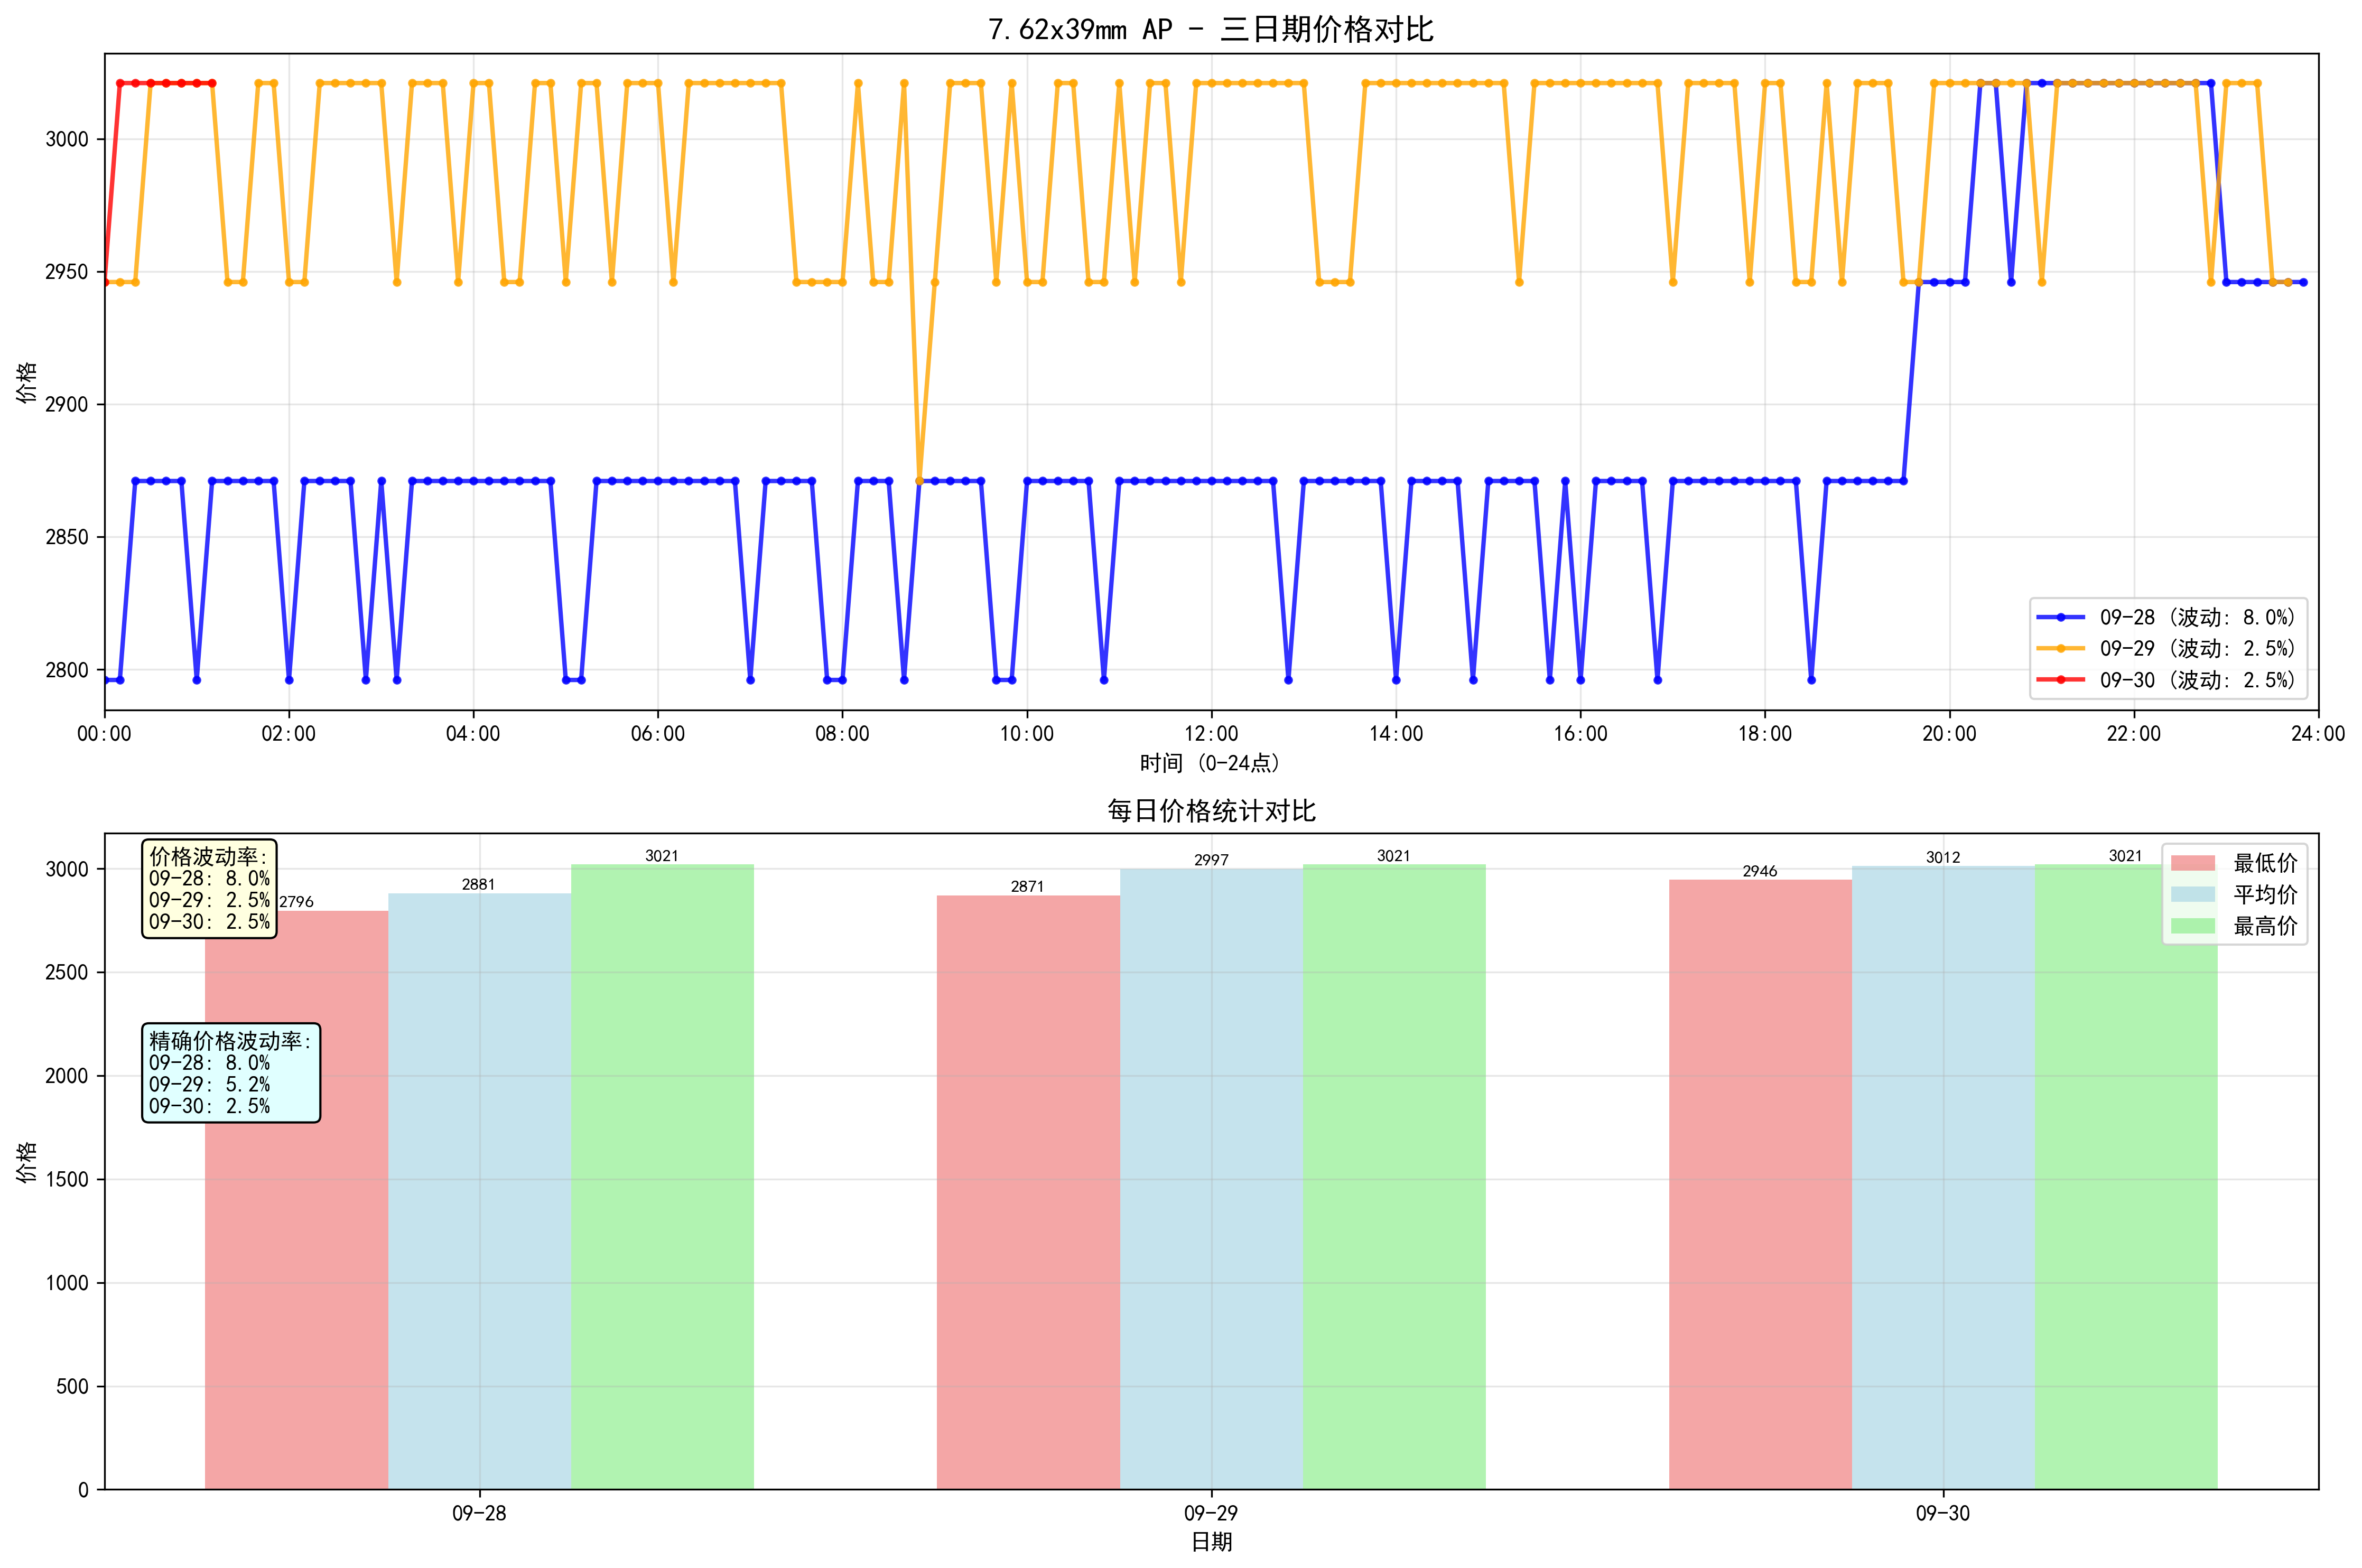 7.62x39mm AP - 三日期价格对比
价格
3000
2950
2900
2850
2800
09-28 (波动: 8.0%)
09-29 (波动: 2.5%)
09-30 (波动: 2.5%)
00:00 02:00 04:00 06:00 08:00 10:00 12:00 14:00 16:00 18:00 20:00 22:00 24:00
时间 (0-24点)
每日价格统计对比
价格
3000
2500
2000
1500
1000
500
0
价格波动率:
09-28: 8.0%
09-29: 2.5%
09-30: 2.5%
精确价格波动率:
09-28: 8.0%
09-29: 5.2%
09-30: 2.5%
2796 2881 3021 2871 2997 3021 2946 3012 3021
最低价
平均价
最高价
09-28 09-29 09-30
日期